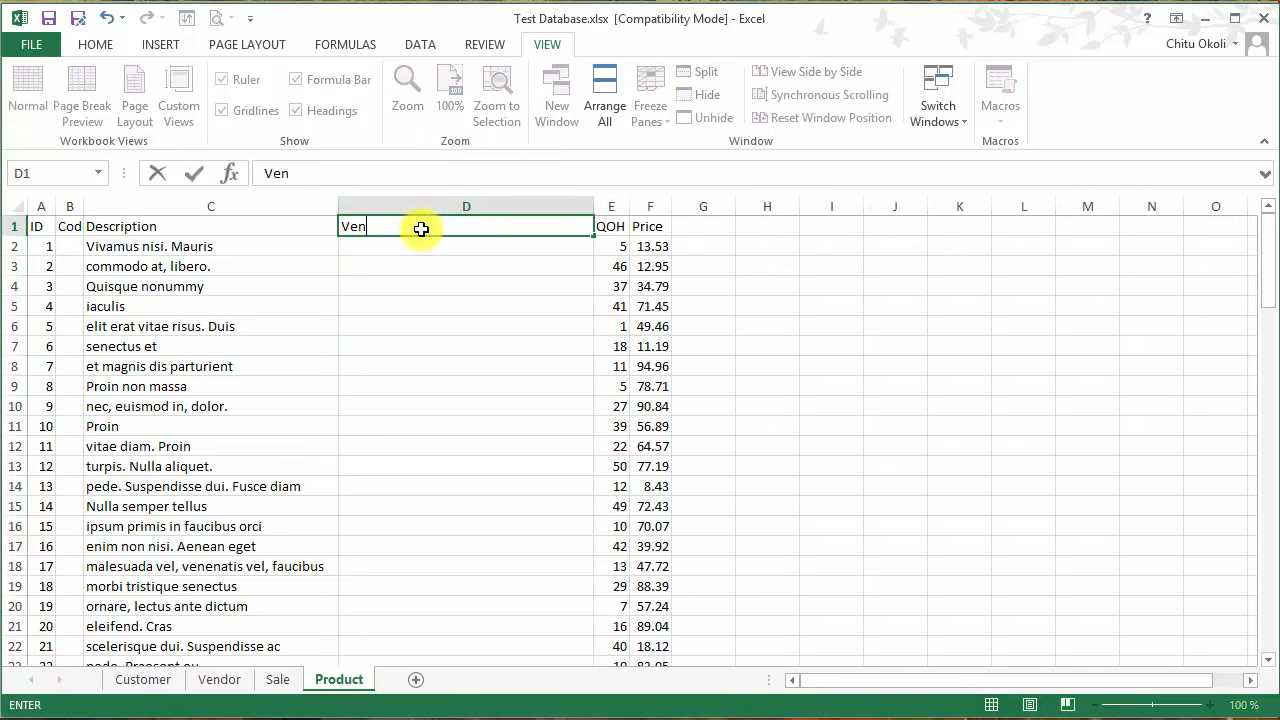 Test Database.xlsx [Compatibility Mode] - Excel
FILE HOME INSERT PAGE LAYOUT FORMULAS DATA REVIEW VIEW Chitu Okoli
Normal Page Break Preview Page Layout Custom Views
Workbook Views
Ruler Formula Bar
Gridlines Headings
Show
Zoom 100% Zoom to Selection
Zoom
New Window Arrange All Freeze Panes
Split
Hide
Unhide
View Side by Side
Synchronous Scrolling
Reset Window Position
Window
Switch Windows
Macros
Macros
D1 fx Ven
A B C D E F G H I J K L M N O
1 ID Cod Description Ven QOH Price
2 1 Vivamus nisi. Mauris 5 13.53
3 2 commodo at, libero. 46 12.95
4 3 Quisque nonummy 37 34.79
5 4 iaculis 41 71.45
6 5 elit erat vitae risus. Duis 1 49.46
7 6 senectus et 18 11.19
8 7 et magnis dis parturient 11 94.96
9 8 Proin non massa 5 78.71
10 9 nec, euismod in, dolor. 27 90.84
11 10 Proin 39 56.89
12 11 vitae diam. Proin 22 64.57
13 12 turpis. Nulla aliquet. 50 77.19
14 13 pede. Suspendisse dui. Fusce diam 12 8.43
15 14 Nulla semper tellus 49 72.43
16 15 ipsum primis in faucibus orci 10 70.07
17 16 enim non nisi. Aenean eget 42 39.92
18 17 malesuada vel, venenatis vel, faucibus 13 47.72
19 18 morbi tristique senectus 29 88.39
20 19 ornare, lectus ante dictum 7 57.24
21 20 eleifend. Cras 16 89.04
22 21 scelerisque dui. Suspendisse ac 40 18.12
Customer Vendor Sale Product
ENTER 100 %